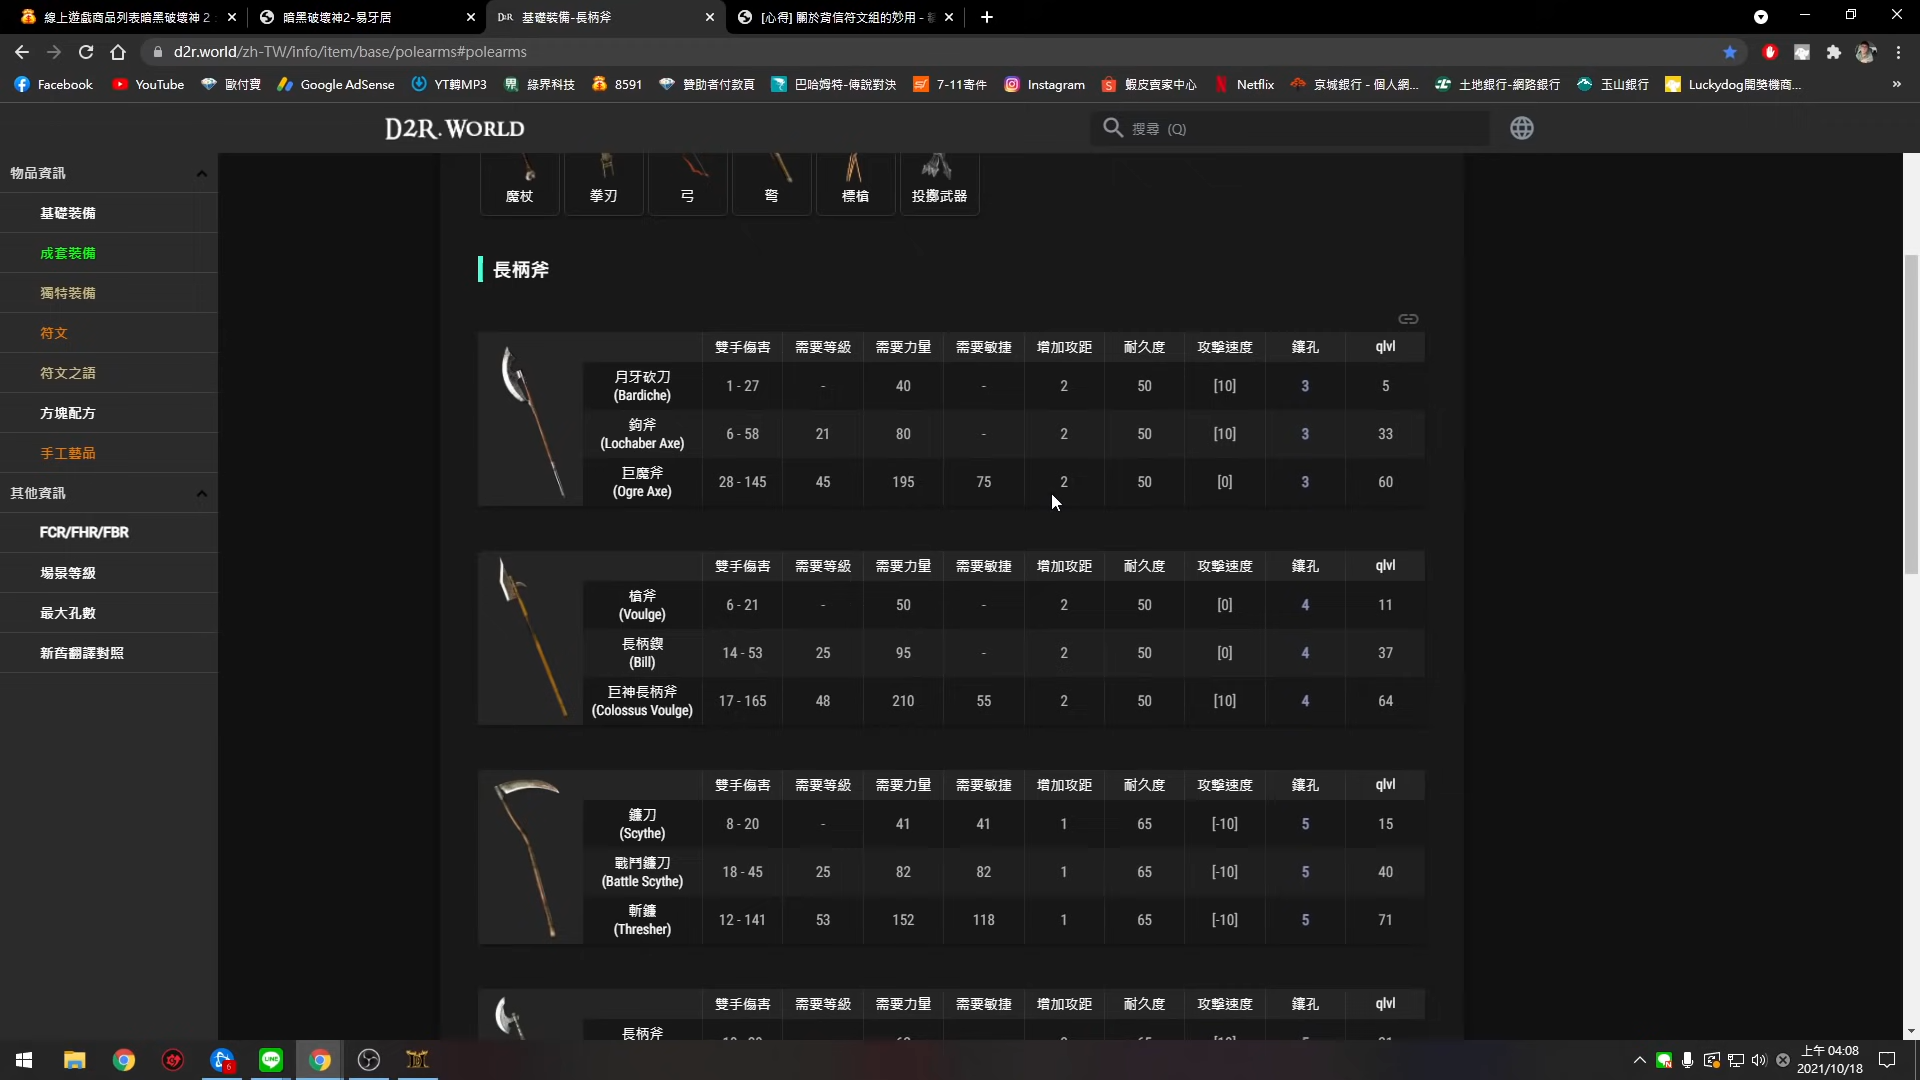 線上遊戲商品列表暗黑破壞神 2
暗黑破壞神2-易牙居
D2R 基礎裝備-長柄斧
[心得] 關於背信符文組的妙用 -
d2r.world/zh-TW/info/item/base/polearms#polearms
Facebook YouTube 歐付寶 Google AdSense YT轉MP3 綠界科技 8591 贊助者付款頁 巴哈姆特-傳說對決 7-11寄件 Instagram 蝦皮賣家中心 Netflix 京城銀行 - 個人網... 土地銀行-網路銀行 玉山銀行 Luckydog開獎機商... »
D2R.WORLD
搜尋 (Q)
物品資訊
基礎裝備
成套裝備
獨特裝備
符文
符文之語
方塊配方
手工藝品
其他資訊
FCR/FHR/FBR
場景等級
最大孔數
新舊翻譯對照
魔杖 拳刃 弓 弩 標槍 投擲武器
長柄斧
雙手傷害 需要等級 需要力量 需要敏捷 增加攻距 耐久度 攻擊速度 鑲孔 qlvl
月牙砍刀
(Bardiche) 1 - 27 - 40 - 2 50 [10] 3 5
鉤斧
(Lochaber Axe) 6 - 58 21 80 - 2 50 [10] 3 33
巨魔斧
(Ogre Axe) 28 - 145 45 195 75 2 50 [0] 3 60
雙手傷害 需要等級 需要力量 需要敏捷 增加攻距 耐久度 攻擊速度 鑲孔 qlvl
槍斧
(Voulge) 6 - 21 - 50 - 2 50 [0] 4 11
長柄鍥
(Bill) 14 - 53 25 95 - 2 50 [0] 4 37
巨神長柄斧
(Colossus Voulge) 17 - 165 48 210 55 2 50 [10] 4 64
雙手傷害 需要等級 需要力量 需要敏捷 增加攻距 耐久度 攻擊速度 鑲孔 qlvl
鐮刀
(Scythe) 8 - 20 - 41 41 1 65 [-10] 5 15
戰鬥鐮刀
(Battle Scythe) 18 - 45 25 82 82 1 65 [-10] 5 40
斬鐮
(Thresher) 12 - 141 53 152 118 1 65 [-10] 5 71
雙手傷害 需要等級 需要力量 需要敏捷 增加攻距 耐久度 攻擊速度 鑲孔 qlvl
長柄斧
6
上午 04:08
2021/10/18